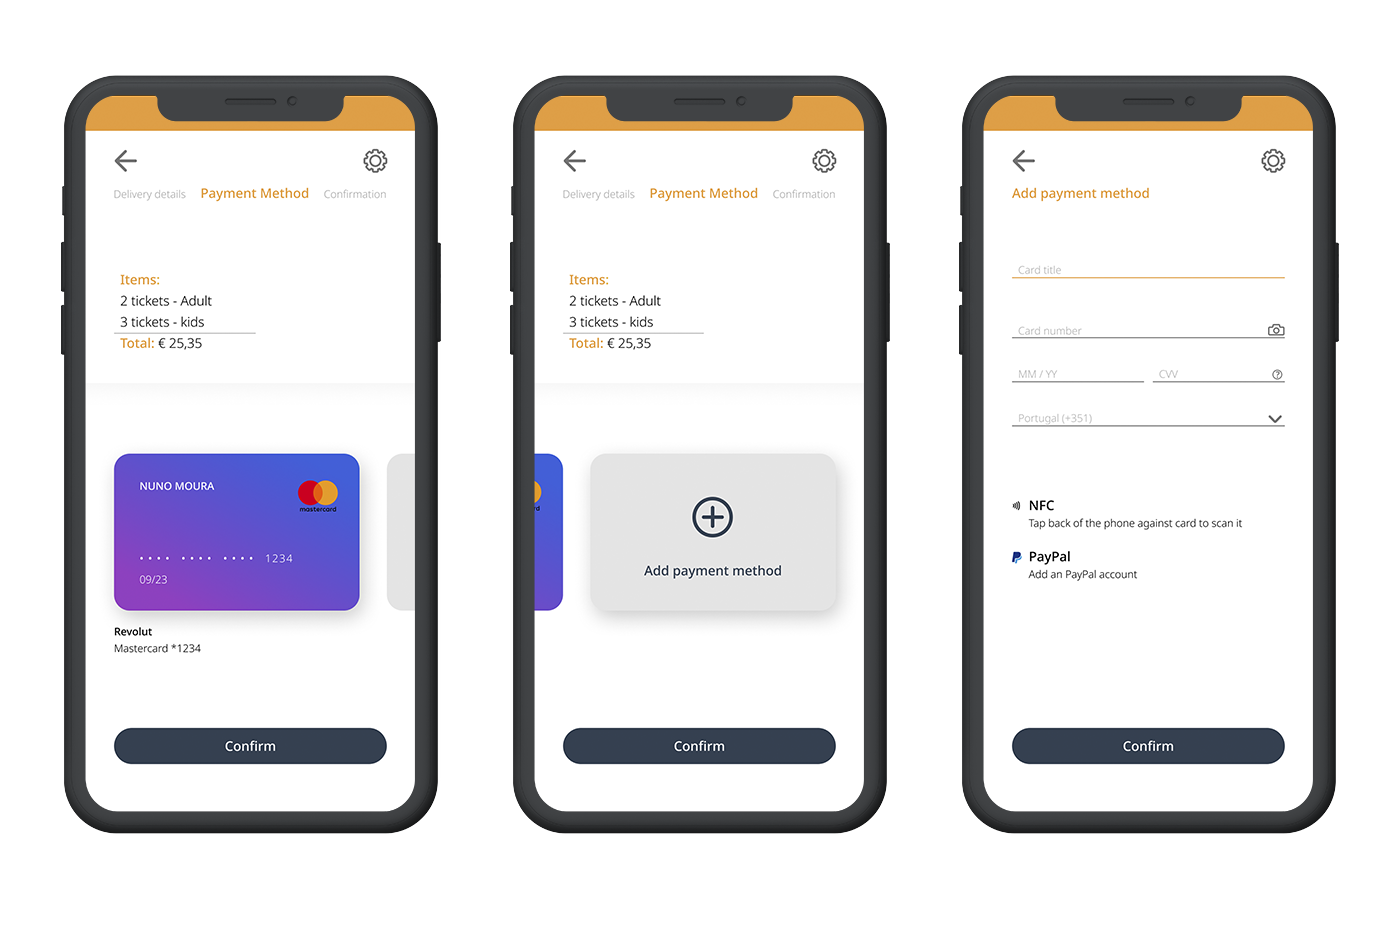 Delivery details Payment Method Confirmation
Items:
2 tickets - Adult
3 tickets - kids
Total: € 25,35
NUNO MOURA
mastercard
•••• •••• •••• 1234
09/23
Revolut
Mastercard *1234
Confirm
Delivery details Payment Method Confirmation
Items:
2 tickets - Adult
3 tickets - kids
Total: € 25,35
rd
Add payment method
Confirm
Add payment method
Card title
Card number
MM / YY CVV ?
Portugal (+351)
NFC
Tap back of the phone against card to scan it
PayPal
Add an PayPal account
Confirm